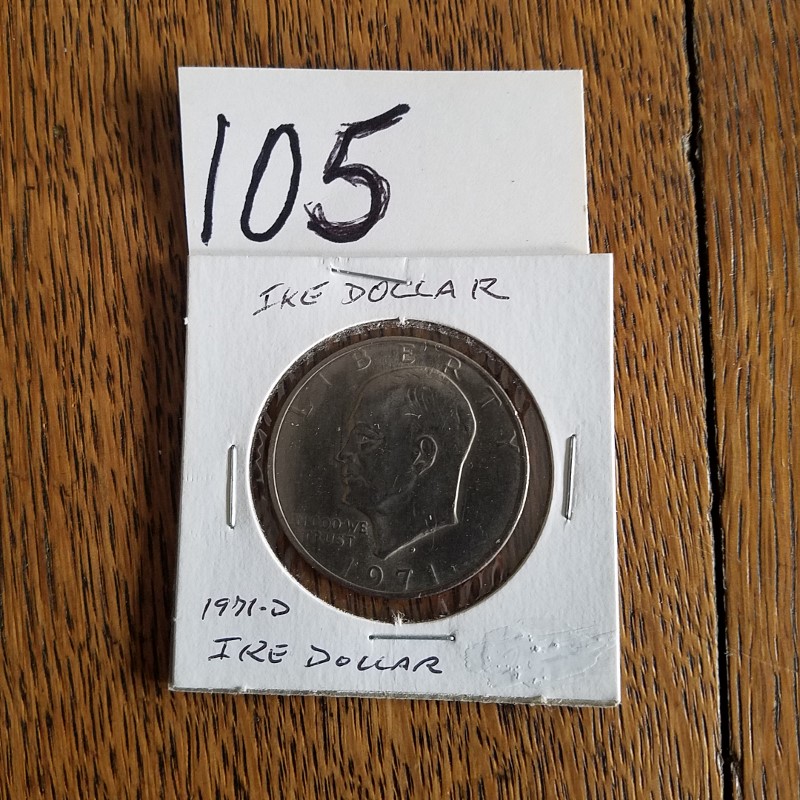 105
IKE DOLLAR
LIBERTY
IN GOD WE
TRUST
1971
1971-D
IKE DOLLAR